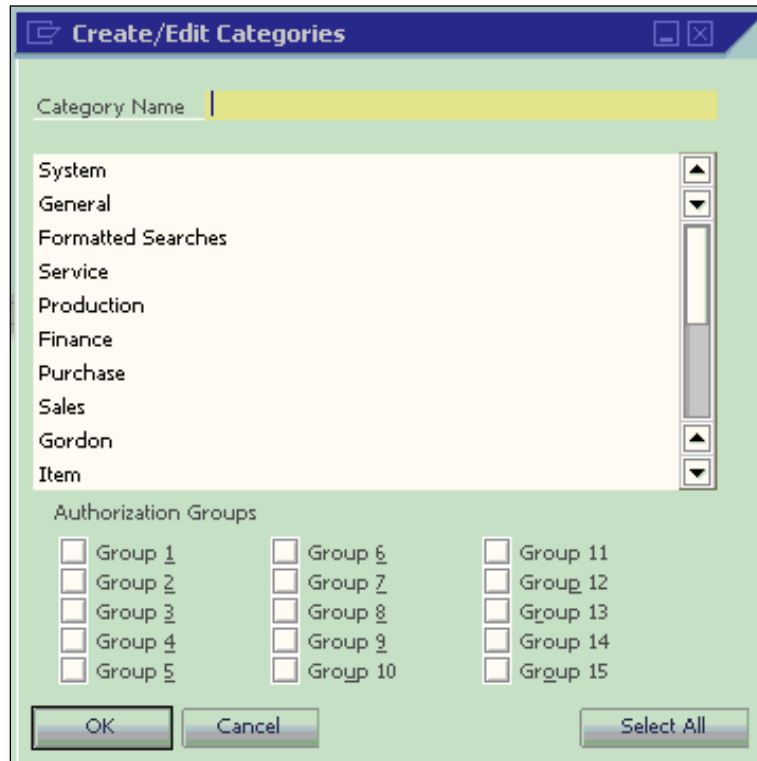 Create/Edit Categories
Category Name
System
General
Formatted Searches
Service
Production
Finance
Purchase
Sales
Gordon
Item
Authorization Groups
Group 1 Group 6 Group 11
Group 2 Group 7 Group 12
Group 3 Group 8 Group 13
Group 4 Group 9 Group 14
Group 5 Group 10 Group 15
OK Cancel Select All